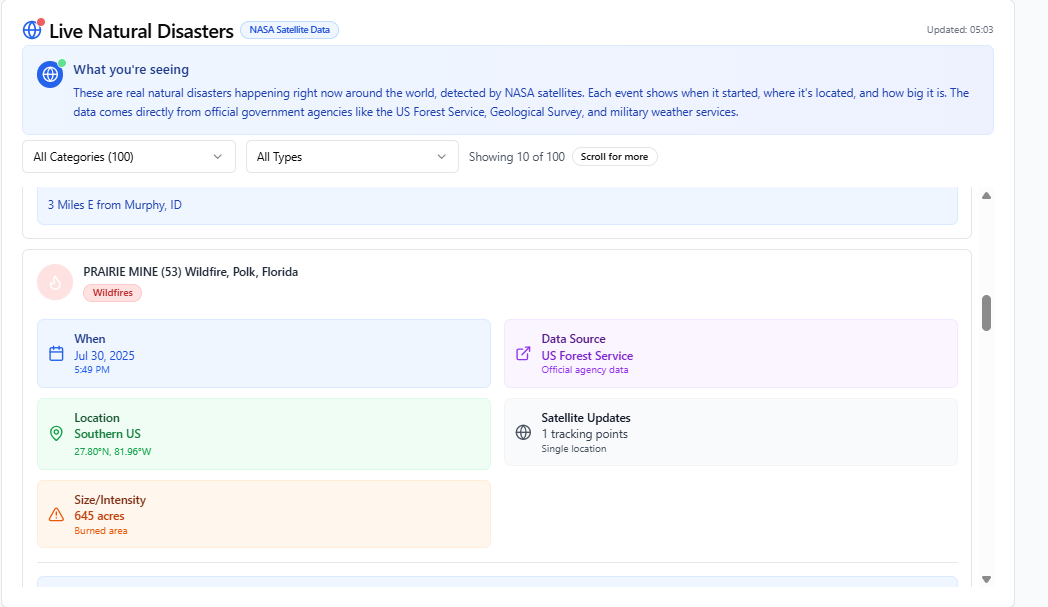 Live Natural Disasters
NASA Satellite Data
Updated: 05:03
What you're seeing
These are real natural disasters happening right now around the world, detected by NASA satellites. Each event shows when it started, where it's located, and how big it is. The
data comes directly from official government agencies like the US Forest Service, Geological Survey, and military weather services.
All Categories (100)
All Types
Showing 10 of 100
Scroll for more
3 Miles E from Murphy, ID
PRAIRIE MINE (53) Wildfire, Polk, Florida
Wildfires
When
Jul 30, 2025
5:49 PM
Data Source
US Forest Service
Official agency data
Location
Southern US
27.80°N, 81.96°W
Satellite Updates
1 tracking points
Single location
Size/Intensity
645 acres
Burned area